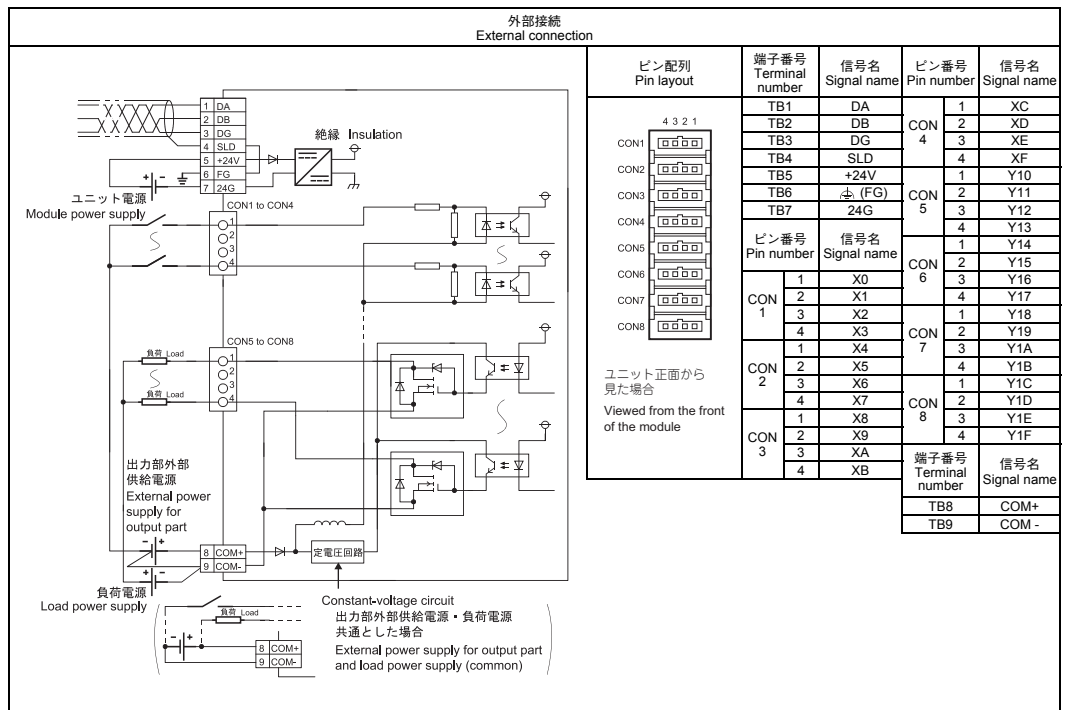 外部接続
External connection
1 DA
2 DB
3 DG
4 SLD
5 +24V
6 FG
7 24G
絶縁 Insulation
+ -
ユニット電源
Module power supply
CON1 to CON4
1
2
3
4
CON5 to CON8
負荷 Load
1
2
3
負荷 Load
4
出力部外部
供給電源
External power
supply for
output part
- +
8 COM+
9 COM-
定電圧回路
+ -
負荷電源
Load power supply
Constant-voltage circuit
出力部外部供給電源・負荷電源
共通とした場合
External power supply for output part
and load power supply (common)
負荷 Load
- +
8 COM+
9 COM-
ピン配列
Pin layout
4 3 2 1
CON1
CON2
CON3
CON4
CON5
CON6
CON7
CON8
ユニット正面から
見た場合
Viewed from the front
of the module
端子番号
Terminal
number
信号名
Signal name
TB1 DA
TB2 DB
TB3 DG
TB4 SLD
TB5 +24V
TB6 (FG)
TB7 24G
ピン番号
Pin number
信号名
Signal name
CON
1
1 X0
2 X1
3 X2
4 X3
CON
2
1 X4
2 X5
3 X6
4 X7
CON
3
1 X8
2 X9
3 XA
4 XB
ピン番号
Pin number
信号名
Signal name
CON
4
1 XC
2 XD
3 XE
4 XF
CON
5
1 Y10
2 Y11
3 Y12
4 Y13
CON
6
1 Y14
2 Y15
3 Y16
4 Y17
CON
7
1 Y18
2 Y19
3 Y1A
4 Y1B
CON
8
1 Y1C
2 Y1D
3 Y1E
4 Y1F
端子番号
Terminal
number
信号名
Signal name
TB8 COM+
TB9 COM -